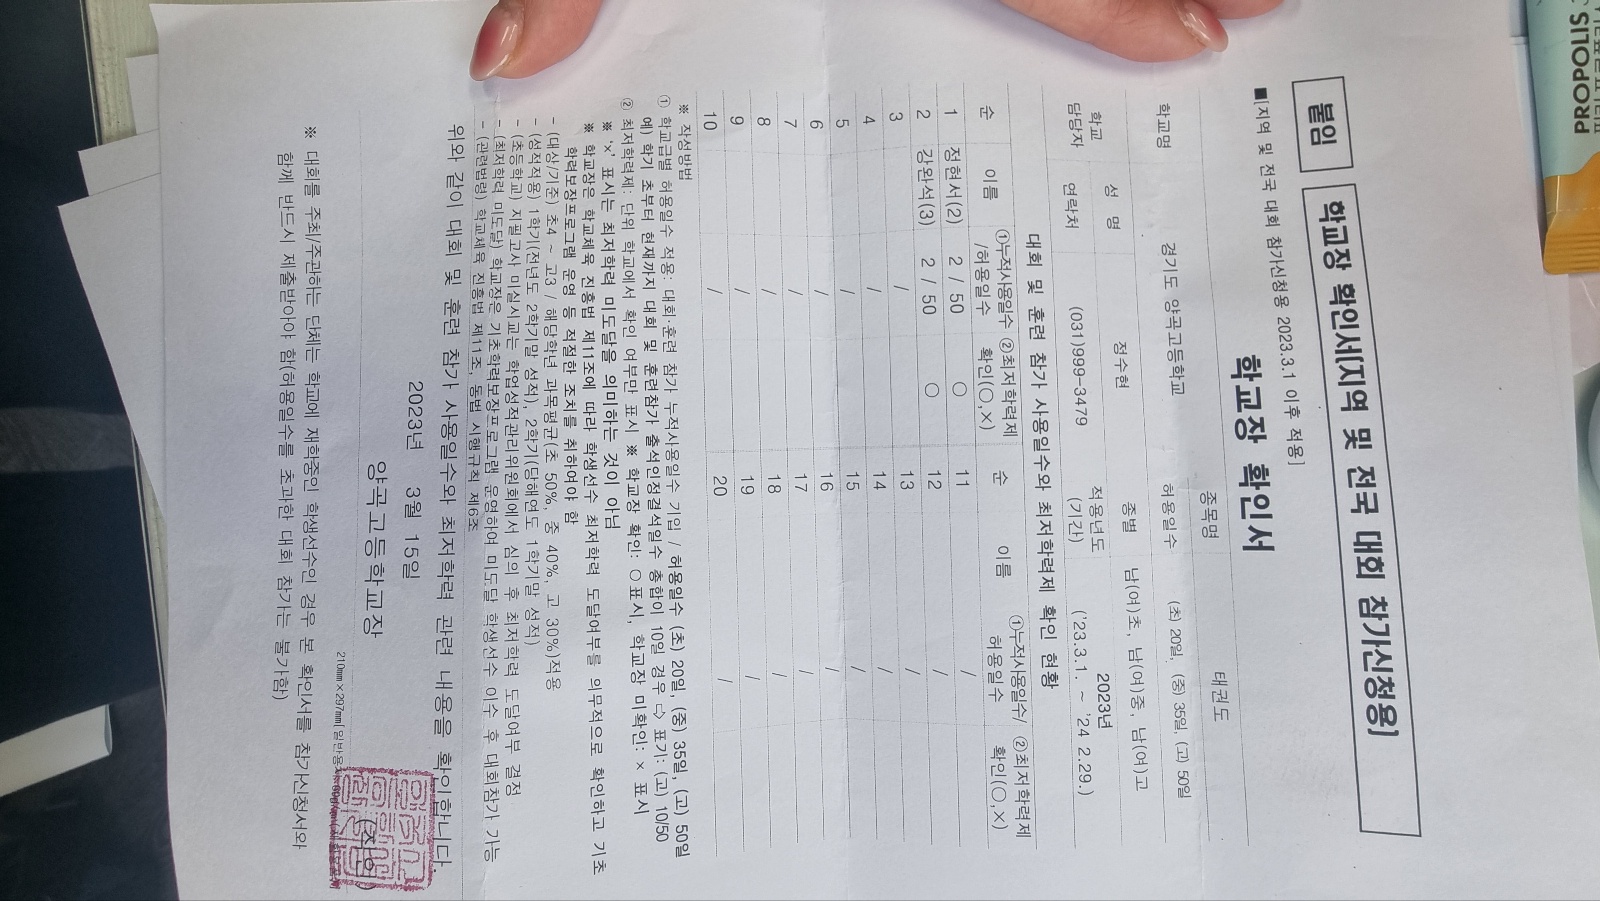 붙임
학교장 확인서[지역 및 전국 대회 참가신청용]
■[지역 및 전국 대회 참가신청용 2023.3.1 이후 적용]
학교장 확인서
학교명 경기도 양곡고등학교 종목명 태권도
허용일수 (초) 20일, (중) 35일, (고) 50일
학교 담당자 성 명 정수현 종별 남(여)초, 남(여)중, 남(여)고
연락처 (031)999-3479 적용년도 (기간) 2023년 ('23.3.1. ~ '24 2.29.)
대회 및 훈련 참가 사용일수와 최저학력제 확인 현황
순 이름 ①누적사용일수/허용일수 ②최저학력제 확인(○,×) 순 이름 ①누적사용일수/허용일수 ②최저학력제 확인(○,×)
1 정현서(2) 2 / 50 ○ 11 /
2 강완석(3) 2 / 50 ○ 12 /
3 / 13 /
4 / 14 /
5 / 15 /
6 / 16 /
7 / 17 /
8 / 18 /
9 / 19 /
10 / 20 /
※ 작성방법
① 학교급별 허용일수 적용: 대회·훈련 참가 누적사용일수 기입 / 허용일수 (초) 20일, (중) 35일, (고) 50일
예) 학기 초부터 현재까지 대회 및 훈련참가 출석인정결석일수 총합이 10일 경우 ⇨ 표기: (고) 10/50
② 최저학력제: 단위 학교에서 확인 여부만 표시 ※ 학교장 확인: ○표시, 학교장 미확인: × 표시
※ '×' 표시는 최저학력 미도달을 의미하는 것이 아님
※ 학교장은 학교체육 진흥법 제11조에 따라 학생선수 최저학력 도달여부를 의무적으로 확인하고 기초
학력보장프로그램 운영 등 적절한 조치를 취하여야 함
- (대상/기준) 초4 ~ 고3 / 해당학년 과목평균(초 50%, 중 40%, 고 30%)적용
- (성적적용) 1학기(전년도 2학기말 성적), 2학기(당해연도 1학기말 성적)
- (초등학교) 지필고사 미실시교는 학업성적관리위원회에서 심의 후 최저학력 도달여부 결정
- (최저학력 미도달) 학교장은 기초학력보장프로그램 운영하여 미도달 학생선수 이수 후 대회참가 가능
- (관련법령) 학교체육 진흥법 제11조, 동법 시행규칙 제6조
위와 같이 대회 및 훈련 참가 사용일수와 최저학력 관련 내용을 확인합니다.
2023년 3월 15일
양곡고등학교장 (직인)
210mm×297mm[일반용지
※ 대회를 주최/주관하는 단체는 학교에 재학중인 학생선수인 경우 본 확인서를 참가신청서와
함께 반드시 제출받아야 함(허용일수를 초과한 대회 참가는 불가함)
PROPOLIS